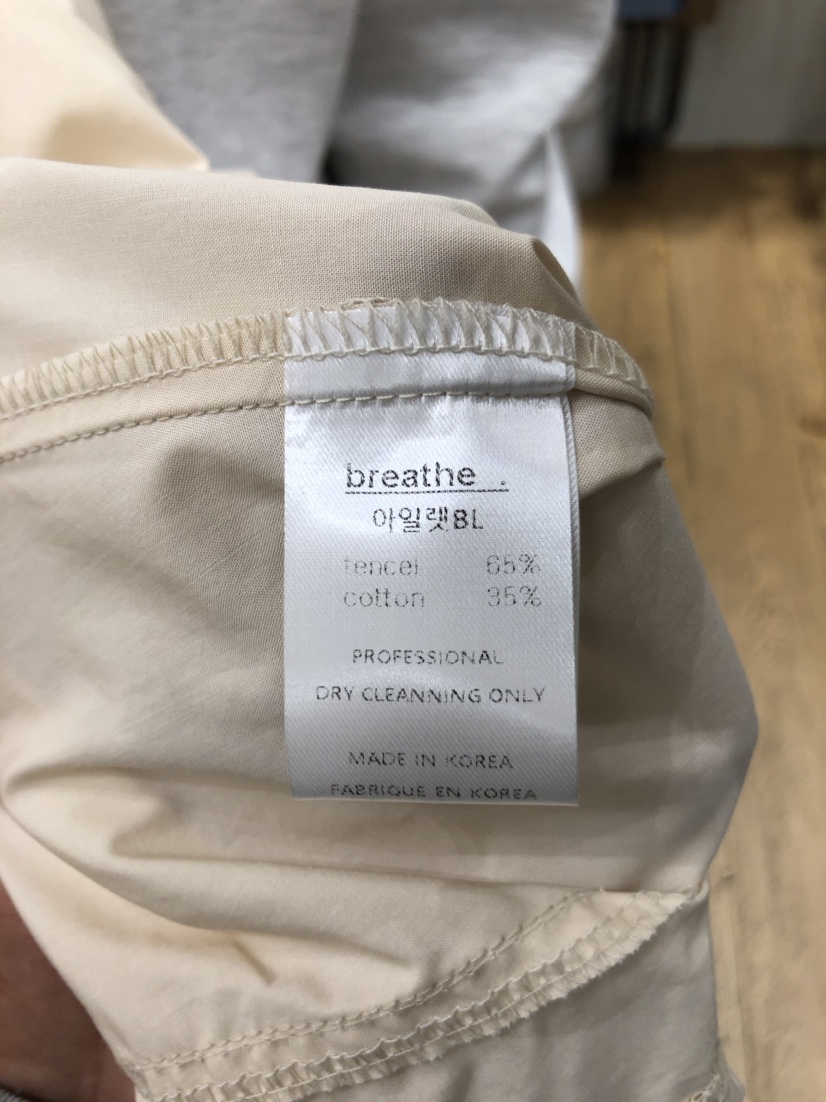 breathe .
아일렛BL
tencel 65%
cotton 35%
PROFESSIONAL
DRY CLEANNING ONLY
MADE IN KOREA
FABRIQUE EN KOREA